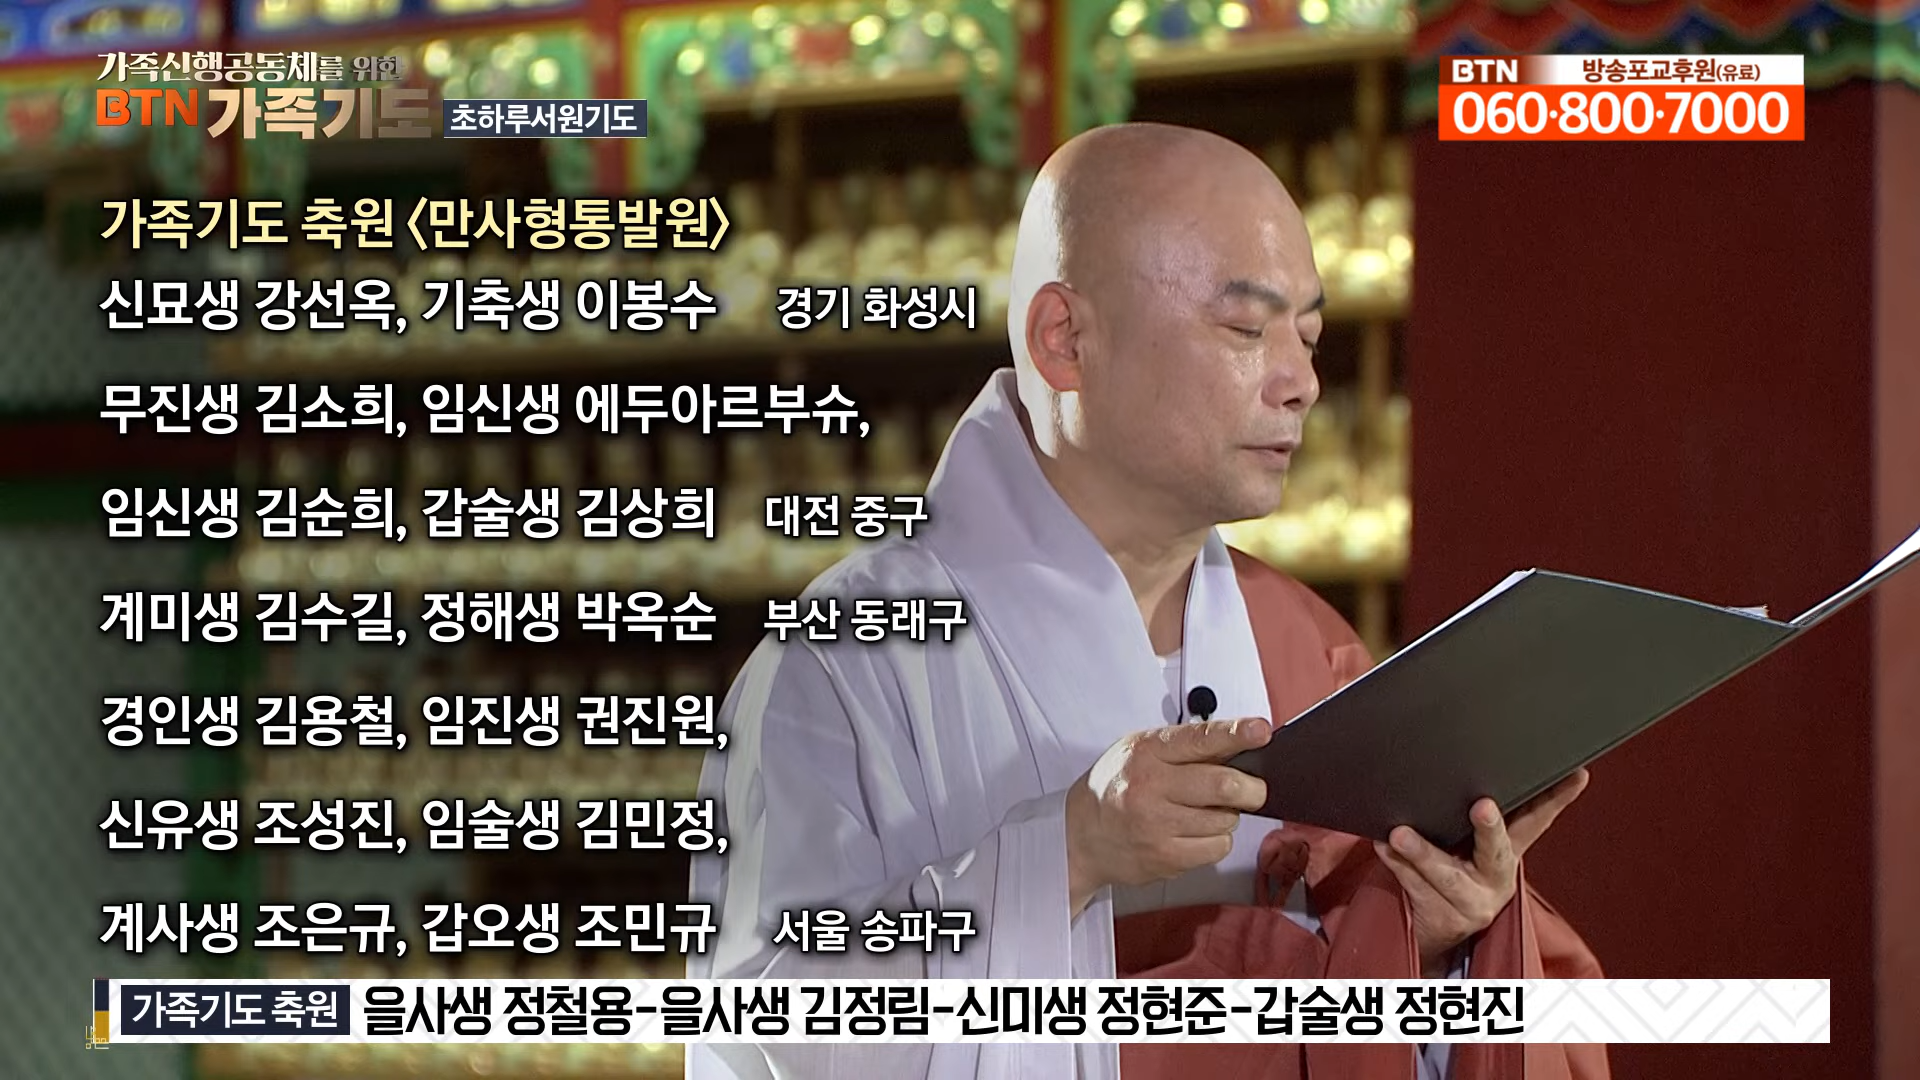 가족신행공동체를 위한
BTN 가족기도 초하루서원기도
BTN 방송포교후원(유료)
060·800·7000
가족기도 축원 〈만사형통발원〉
신묘생 강선옥, 기축생 이봉수 경기 화성시
무진생 김소희, 임신생 에두아르부슈,
임신생 김순희, 갑술생 김상희 대전 중구
계미생 김수길, 정해생 박옥순 부산 동래구
경인생 김용철, 임진생 권진원,
신유생 조성진, 임술생 김민정,
계사생 조은규, 갑오생 조민규 서울 송파구
가족기도 축원 을사생 정철용-을사생 김정림-신미생 정현준-갑술생 정현진